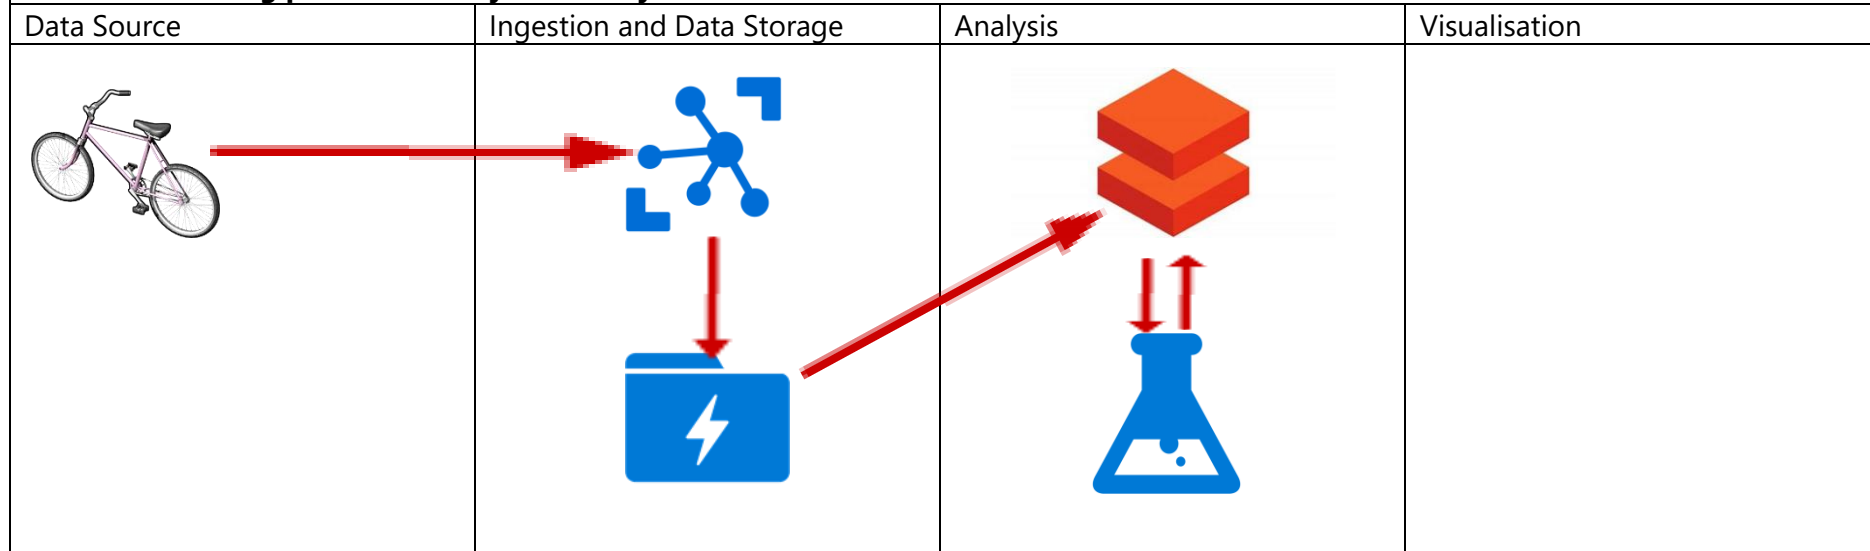 Data Source
Ingestion and Data Storage
Analysis
Visualisation